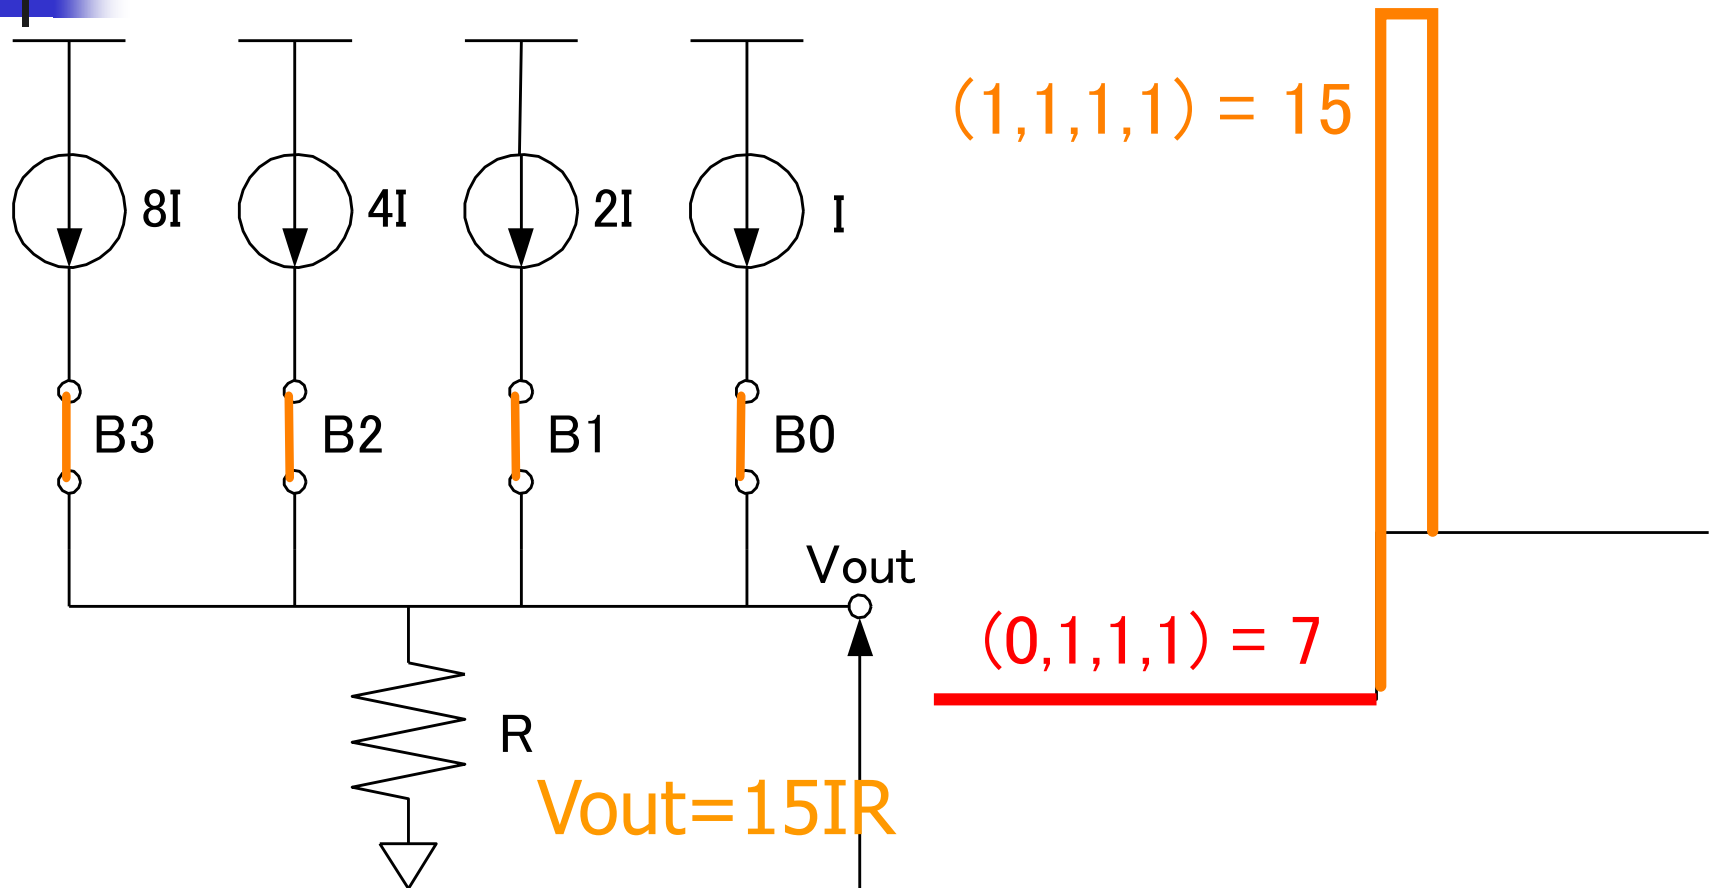 (1,1,1,1) = 15
8I
4I
2I
I
B3
B2
B1
B0
Vout
(0,1,1,1) = 7
R
Vout=15IR